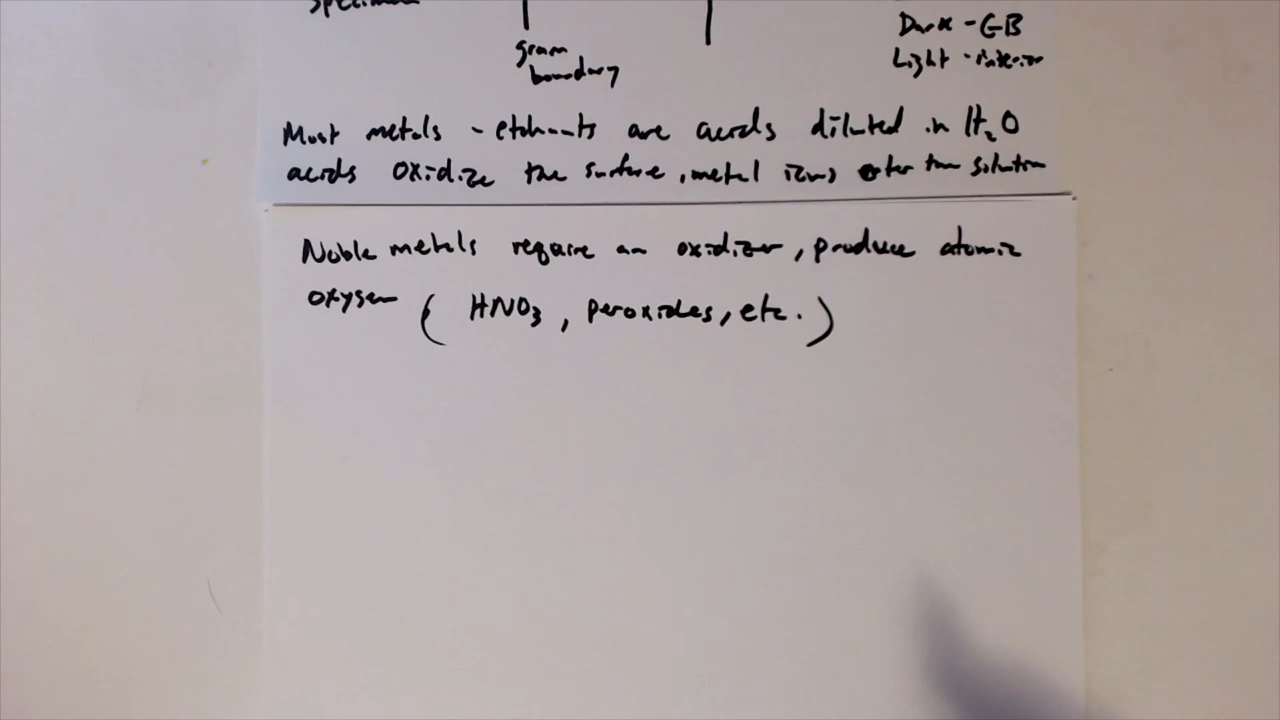 specimen
grain
boundary
Dark - GB
Light - interior
Most metals - etchants are acids diluted in H₂O
acids oxidize the surface, metal ions enter the solution
Noble metals require an oxidizer, produce atomic
oxygen ( HNO₃, peroxides, etc. )